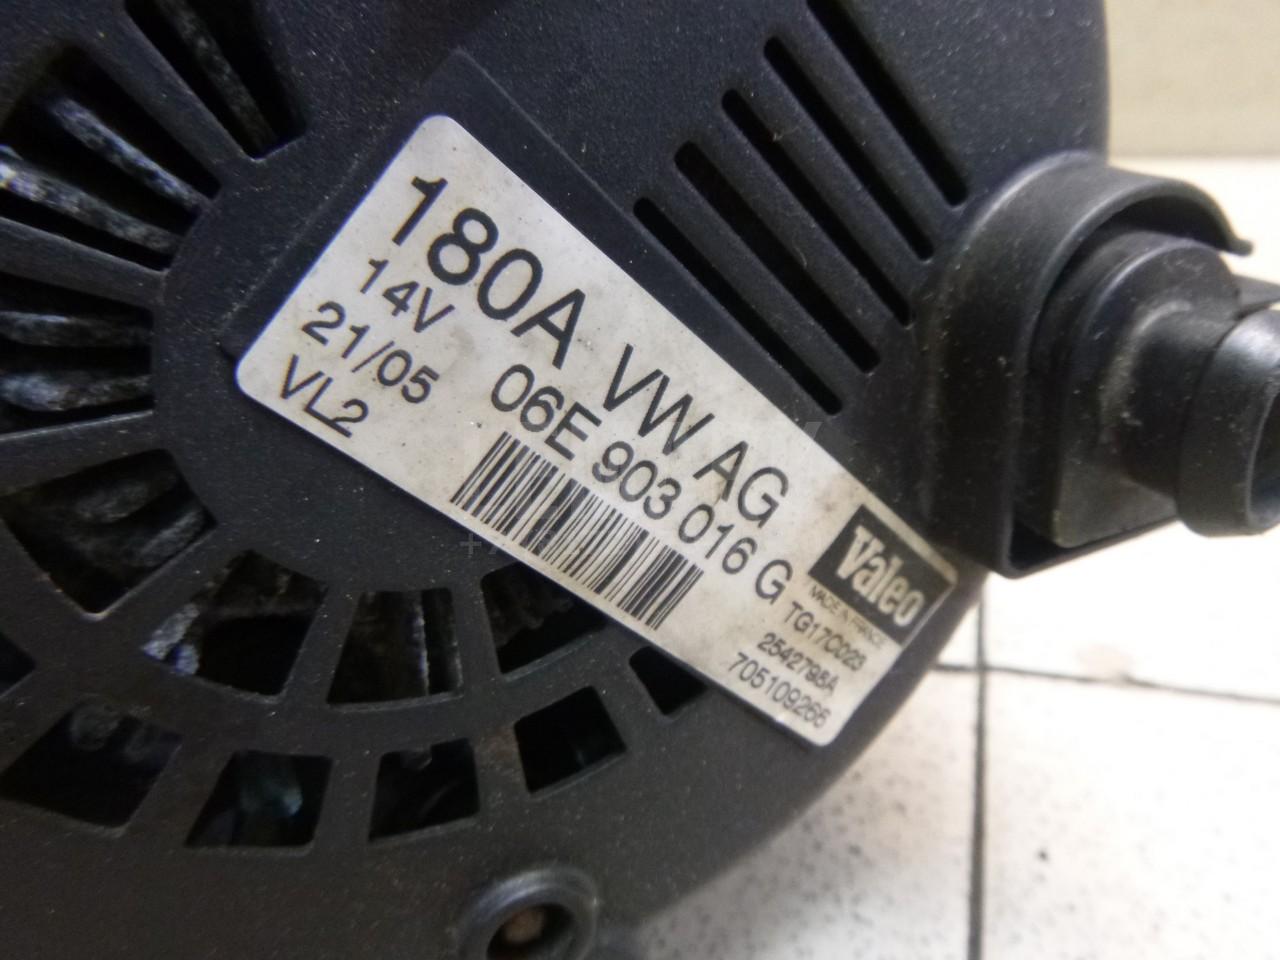 180A VW AG
14V 06E 903 016 G
21/05
VL2
Valeo
MADE IN FRANCE
TG17C023
2542798A
705109266